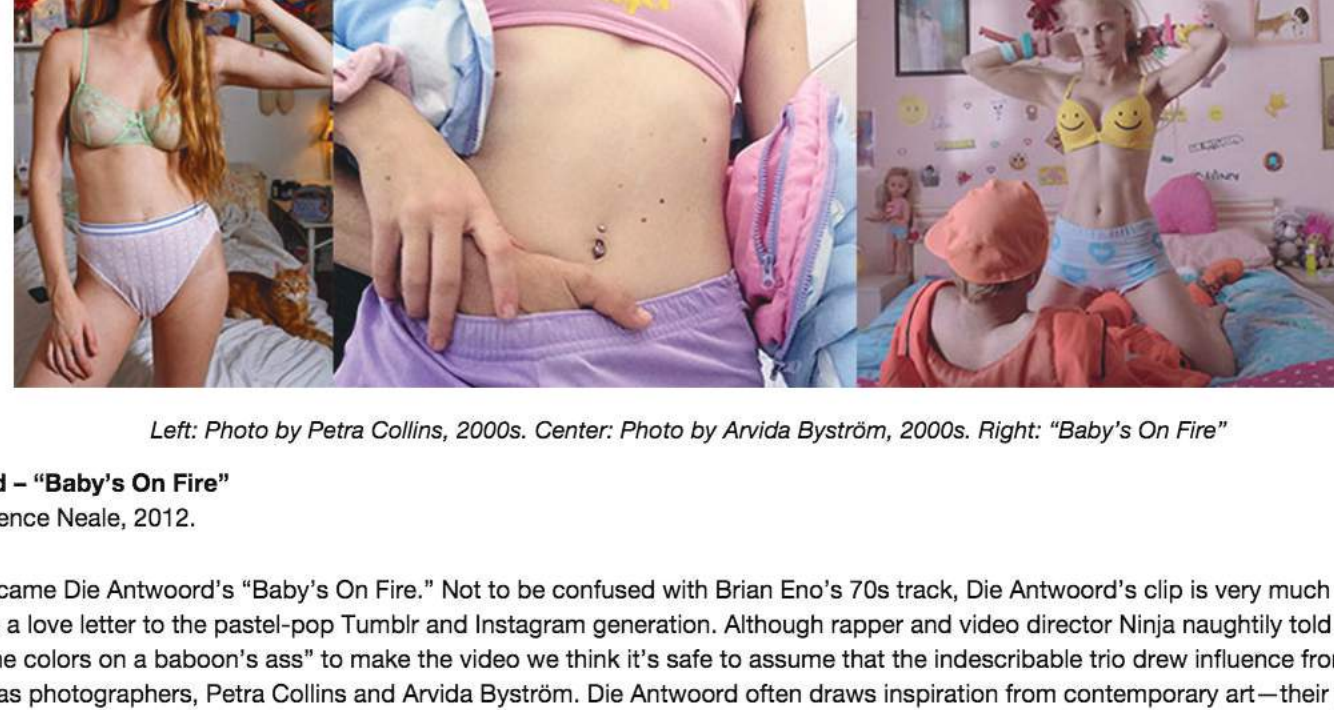 Left: Photo by Petra Collins, 2000s. Center: Photo by Arvida Byström, 2000s. Right: “Baby’s On Fire”
– “Baby’s On Fire”
Neale, 2012.
came Die Antwoord’s “Baby’s On Fire.” Not to be confused with Brian Eno’s 70s track, Die Antwoord’s clip is very much
a love letter to the pastel-pop Tumblr and Instagram generation. Although rapper and video director Ninja naughtily told
colors on a baboon’s ass” to make the video we think it’s safe to assume that the indescribable trio drew influence
as photographers, Petra Collins and Arvida Byström. Die Antwoord often draws inspiration from contemporary art—their